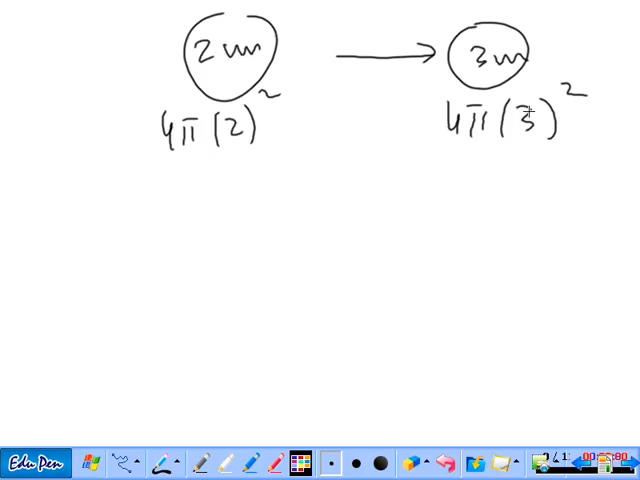 2 cm → 3 cm
4π(2)² 4π(3)²
Edu Pen